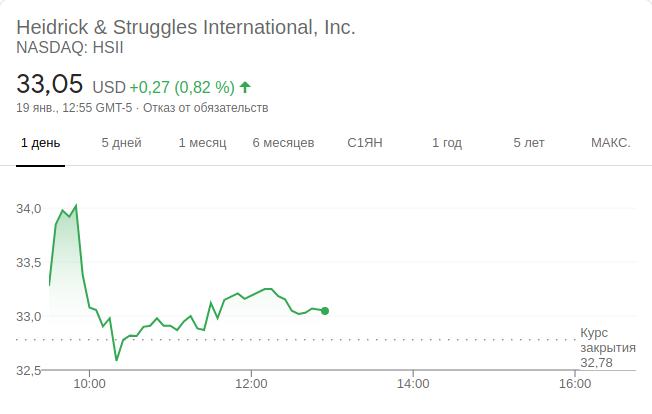 Heidrick & Struggles International, Inc.
NASDAQ: HSII
33,05 USD +0,27 (0,82 %)
19 янв., 12:55 GMT-5 · Отказ от обязательств
1 день 5 дней 1 месяц 6 месяцев С1ЯН 1 год 5 лет МАКС.
34,0
33,5
33,0
Курс
закрытия
32,78
32,5
10:00 12:00 14:00 16:00